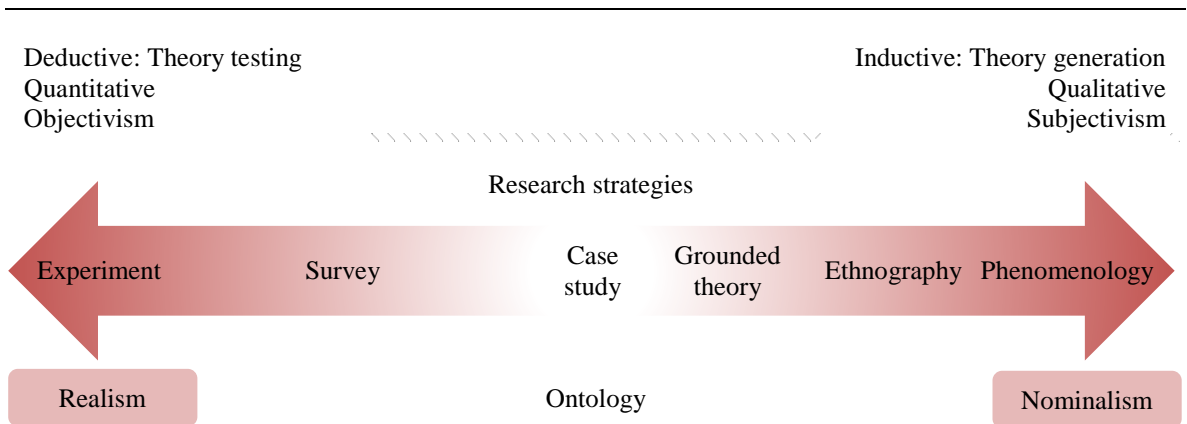 Deductive: Theory testing
Quantitative
Objectivism
Inductive: Theory generation
Qualitative
Subjectivism
Research strategies
Experiment
Survey
Case
study
Grounded
theory
Ethnography
Phenomenology
Realism
Ontology
Nominalism